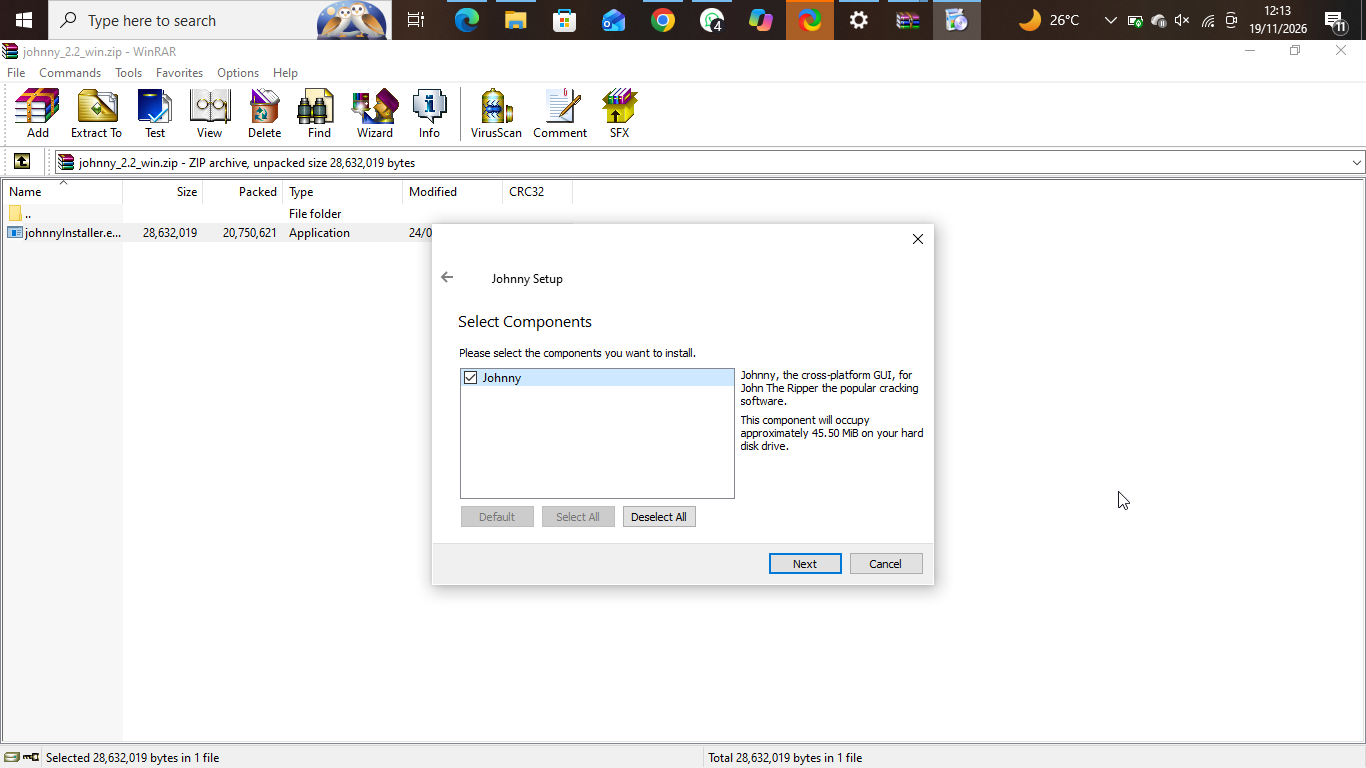 Type here to search
4
26°C
12:13
19/11/2026
11
johnny_2.2_win.zip - WinRAR
File Commands Tools Favorites Options Help
Add Extract To Test View Delete Find Wizard Info VirusScan Comment SFX
johnny_2.2_win.zip - ZIP archive, unpacked size 28,632,019 bytes
Name Size Packed Type Modified CRC32
.. File folder
johnnyInstaller.e... 28,632,019 20,750,621 Application 24/0
Johnny Setup
Select Components
Please select the components you want to install.
Johnny
Johnny, the cross-platform GUI, for
John The Ripper the popular cracking
software.
This component will occupy
approximately 45.50 MiB on your hard
disk drive.
Default Select All Deselect All
Next Cancel
Selected 28,632,019 bytes in 1 file
Total 28,632,019 bytes in 1 file